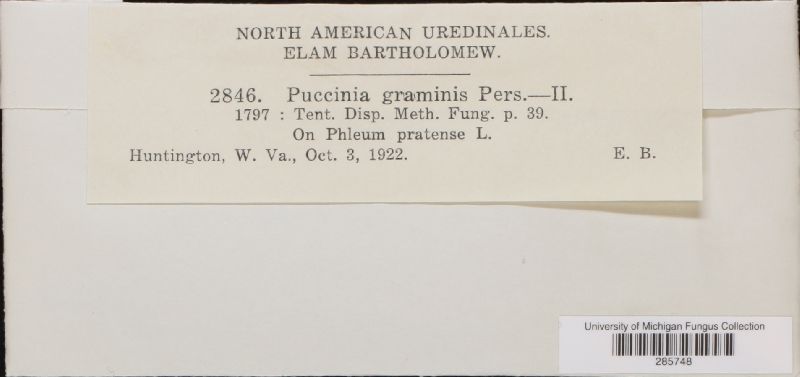 NORTH AMERICAN UREDINALES.
ELAM BARTHOLOMEW.
2846. Puccinia graminis Pers.—II.
1797 : Tent. Disp. Meth. Fung. p. 39.
On Phleum pratense L.
Huntington, W. Va., Oct. 3, 1922. E. B.
University of Michigan Fungus Collection
285748